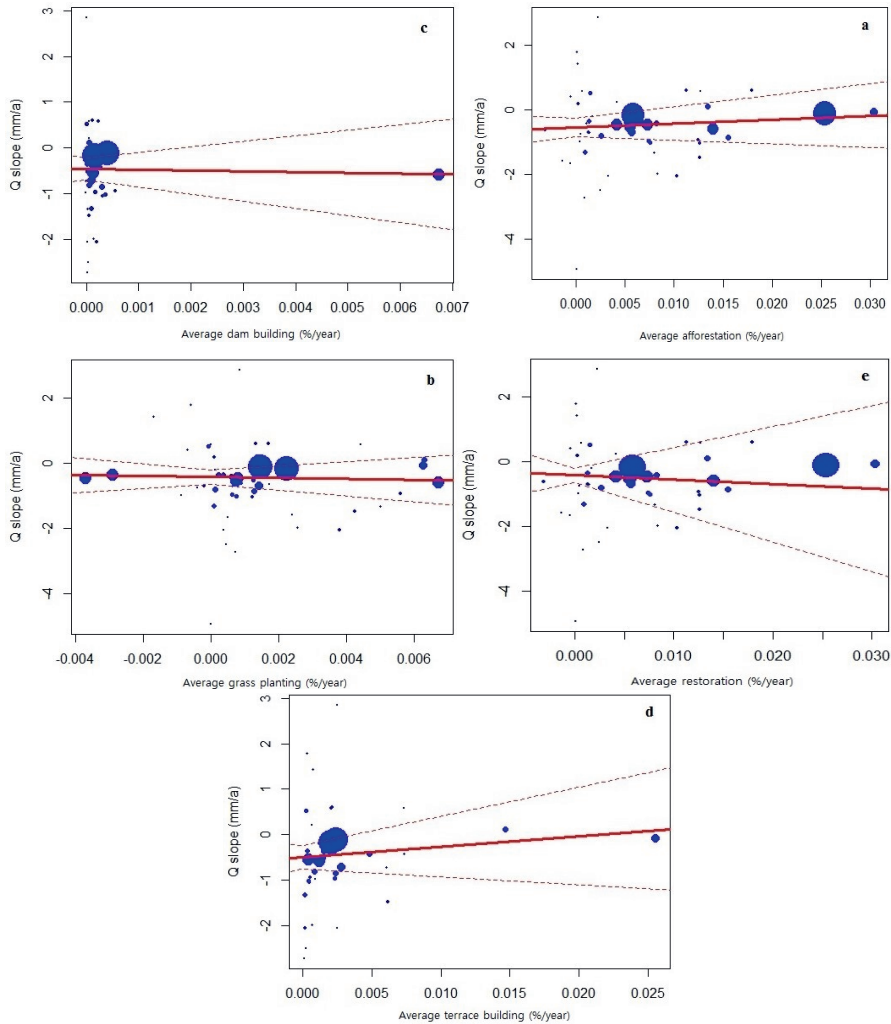 c
3
2
1
0
-1
-2
Q slope (mm/a)
0.000 0.001 0.002 0.003 0.004 0.005 0.006 0.007
Average dam building (%/year)
a
2
0
-2
-4
Q slope (mm/a)
0.000 0.005 0.010 0.015 0.020 0.025 0.030
Average afforestation (%/year)
b
2
0
-2
-4
Q slope (mm/a)
-0.004 -0.002 0.000 0.002 0.004 0.006
Average grass planting (%/year)
e
2
0
-2
-4
Q slope (mm/a)
0.000 0.010 0.020 0.030
Average restoration (%/year)
d
3
2
1
0
-1
-2
Q slope (mm/a)
0.000 0.005 0.010 0.015 0.020 0.025
Average terrace building (%/year)